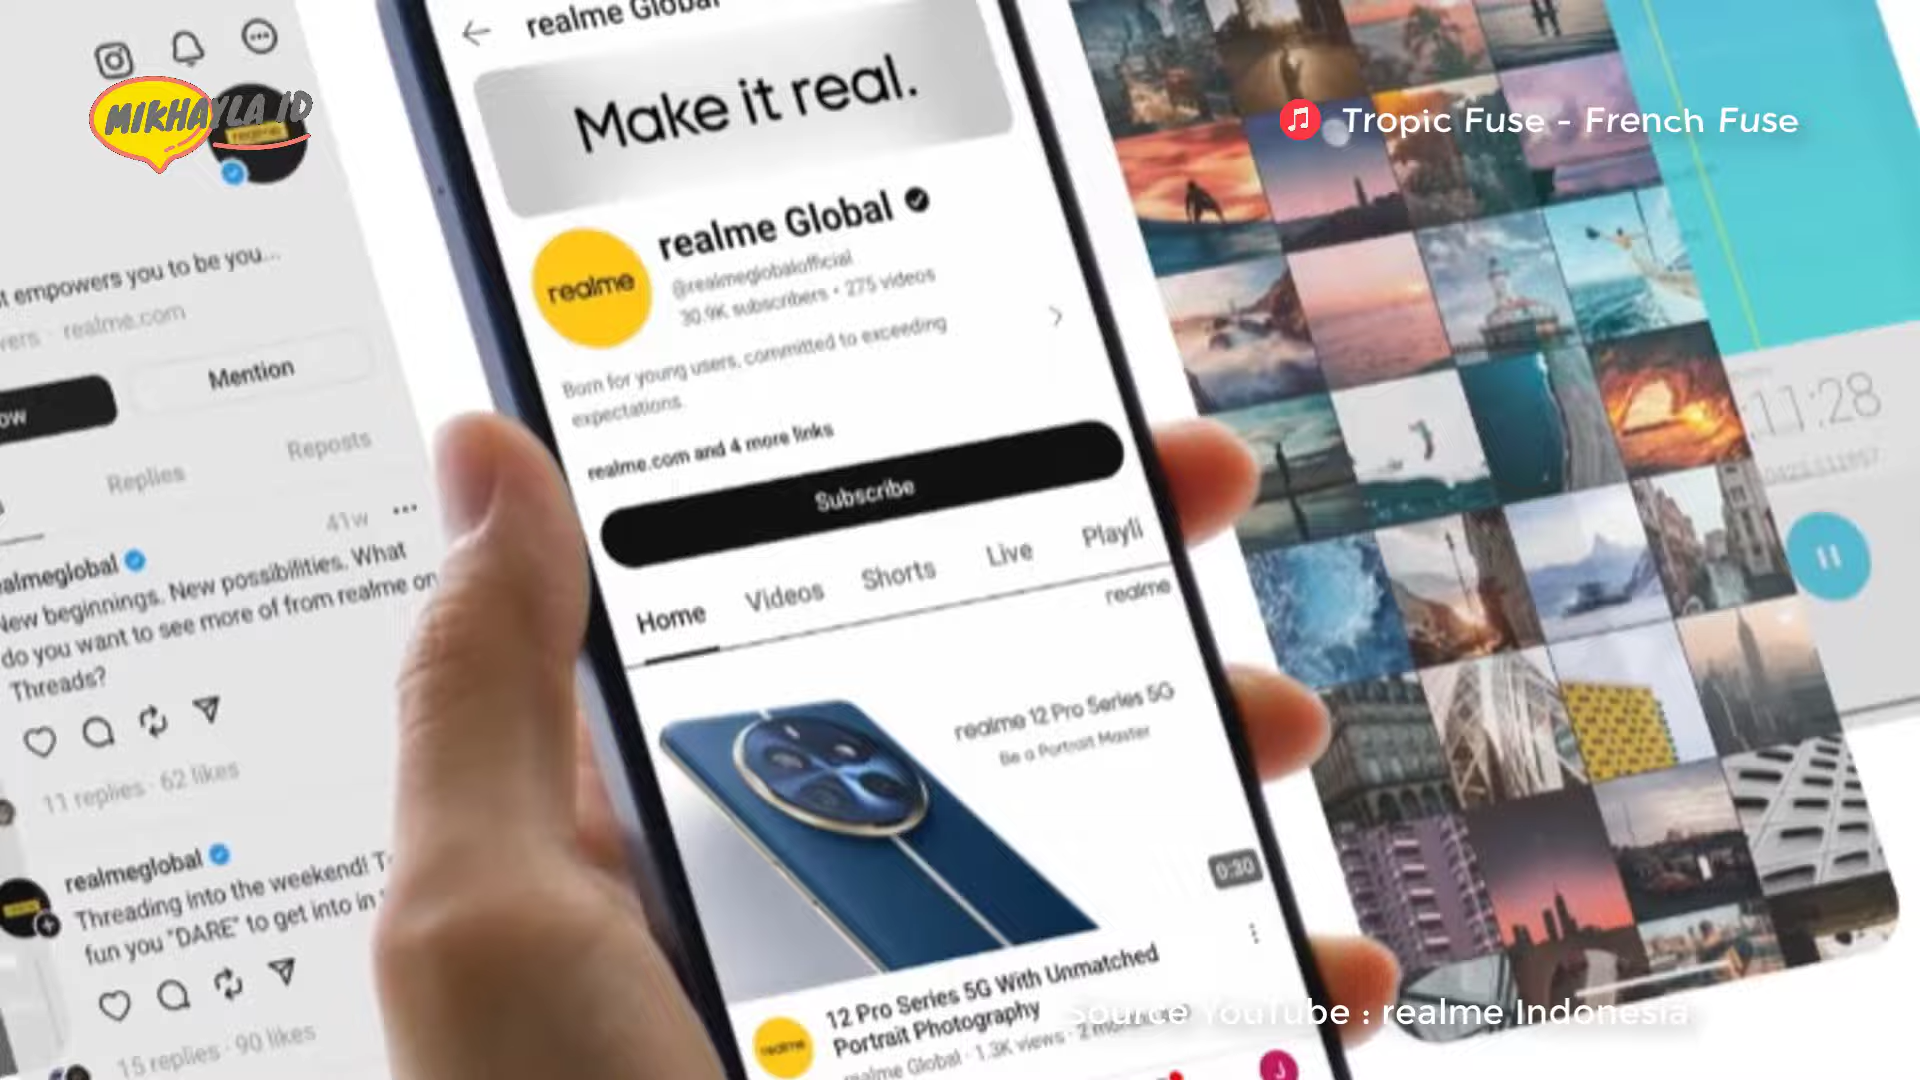 MIKHAYLA ID
realme Global
Make it real.
realme
realme Global
@realmeglobalofficial
30.9K subscribers • 275 videos
Born for young users, committed to exceeding
expectations.
realme.com and 4 more links
Subscribe
Home Videos Shorts Live Playli
realme
realme 12 Pro Series 5G
Be a Portrait Master
0:30
12 Pro Series 5G With Unmatched
Portrait Photography
realme Global · 1.3K views · 2
realme
J
empowers you to be you...
realme.com
Mention
Replies Reposts
41w
almeglobal
New beginnings. New possibilities. What
do you want to see more of from realme on
Threads?
11 replies · 62 likes
realmeglobal
Threading into the weekend!
fun you "DARE" to get into in
15 replies · 90 likes
Tropic Fuse - French Fuse
:11:28
Source YouTube : realme Indonesia